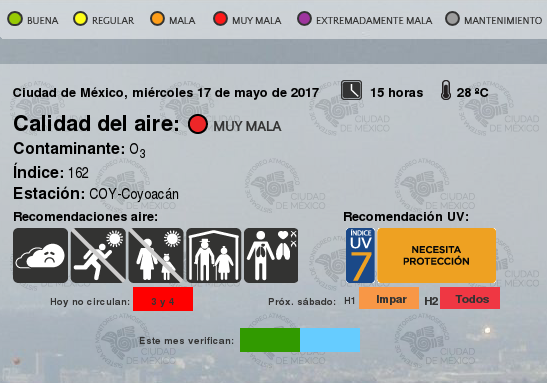 BUENA REGULAR MALA MUY MALA EXTREMADAMENTE MALA MANTENIMIENTO
Ciudad de México, miércoles 17 de mayo de 2017 15 horas 28 ºC
Calidad del aire: MUY MALA
Contaminante: O3
Índice: 162
Estación: COY-Coyoacán
Recomendaciones aire: Recomendación UV:
ÍNDICE UV 7 NECESITA PROTECCIÓN
Hoy no circulan: 3 y 4 Próx. sábado: H1 Impar H2 Todos
Este mes verifican:
CIUDAD DE MÉXICO